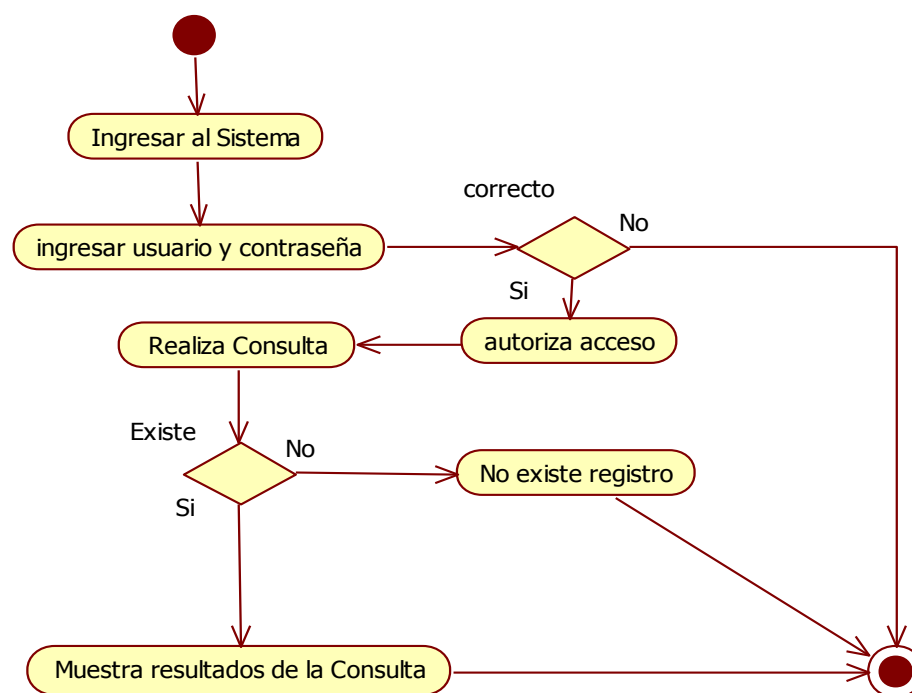 Ingresar al Sistema
correcto
No
ingresar usuario y contraseña
Si
autoriza acceso
Realiza Consulta
Existe
No
No existe registro
Si
Muestra resultados de la Consulta